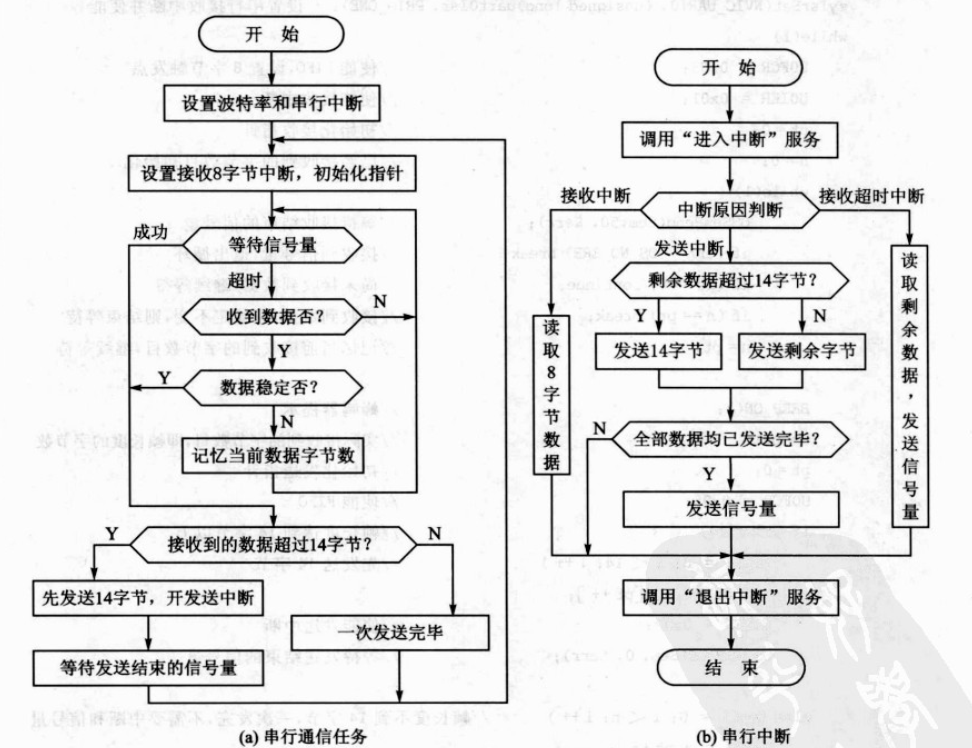 开 始
设置波特率和串行中断
设置接收8字节中断，初始化指针
成功
等待信号量
超时
收到数据否？
N
Y
Y
数据稳定否？
N
记忆当前数据字节数
Y
接收到的数据超过14字节？
N
先发送14字节，开发送中断
一次发送完毕
等待发送结束的信号量
(a) 串行通信任务
开 始
调用“进入中断”服务
接收中断
中断原因判断
接收超时中断
发送中断
剩余数据超过14字节？
Y
N
发送14字节
发送剩余字节
读取8字节数据
读取剩余数据，发送信号量
N
全部数据均已发送完毕？
Y
发送信号量
调用“退出中断”服务
结 束
(b) 串行中断